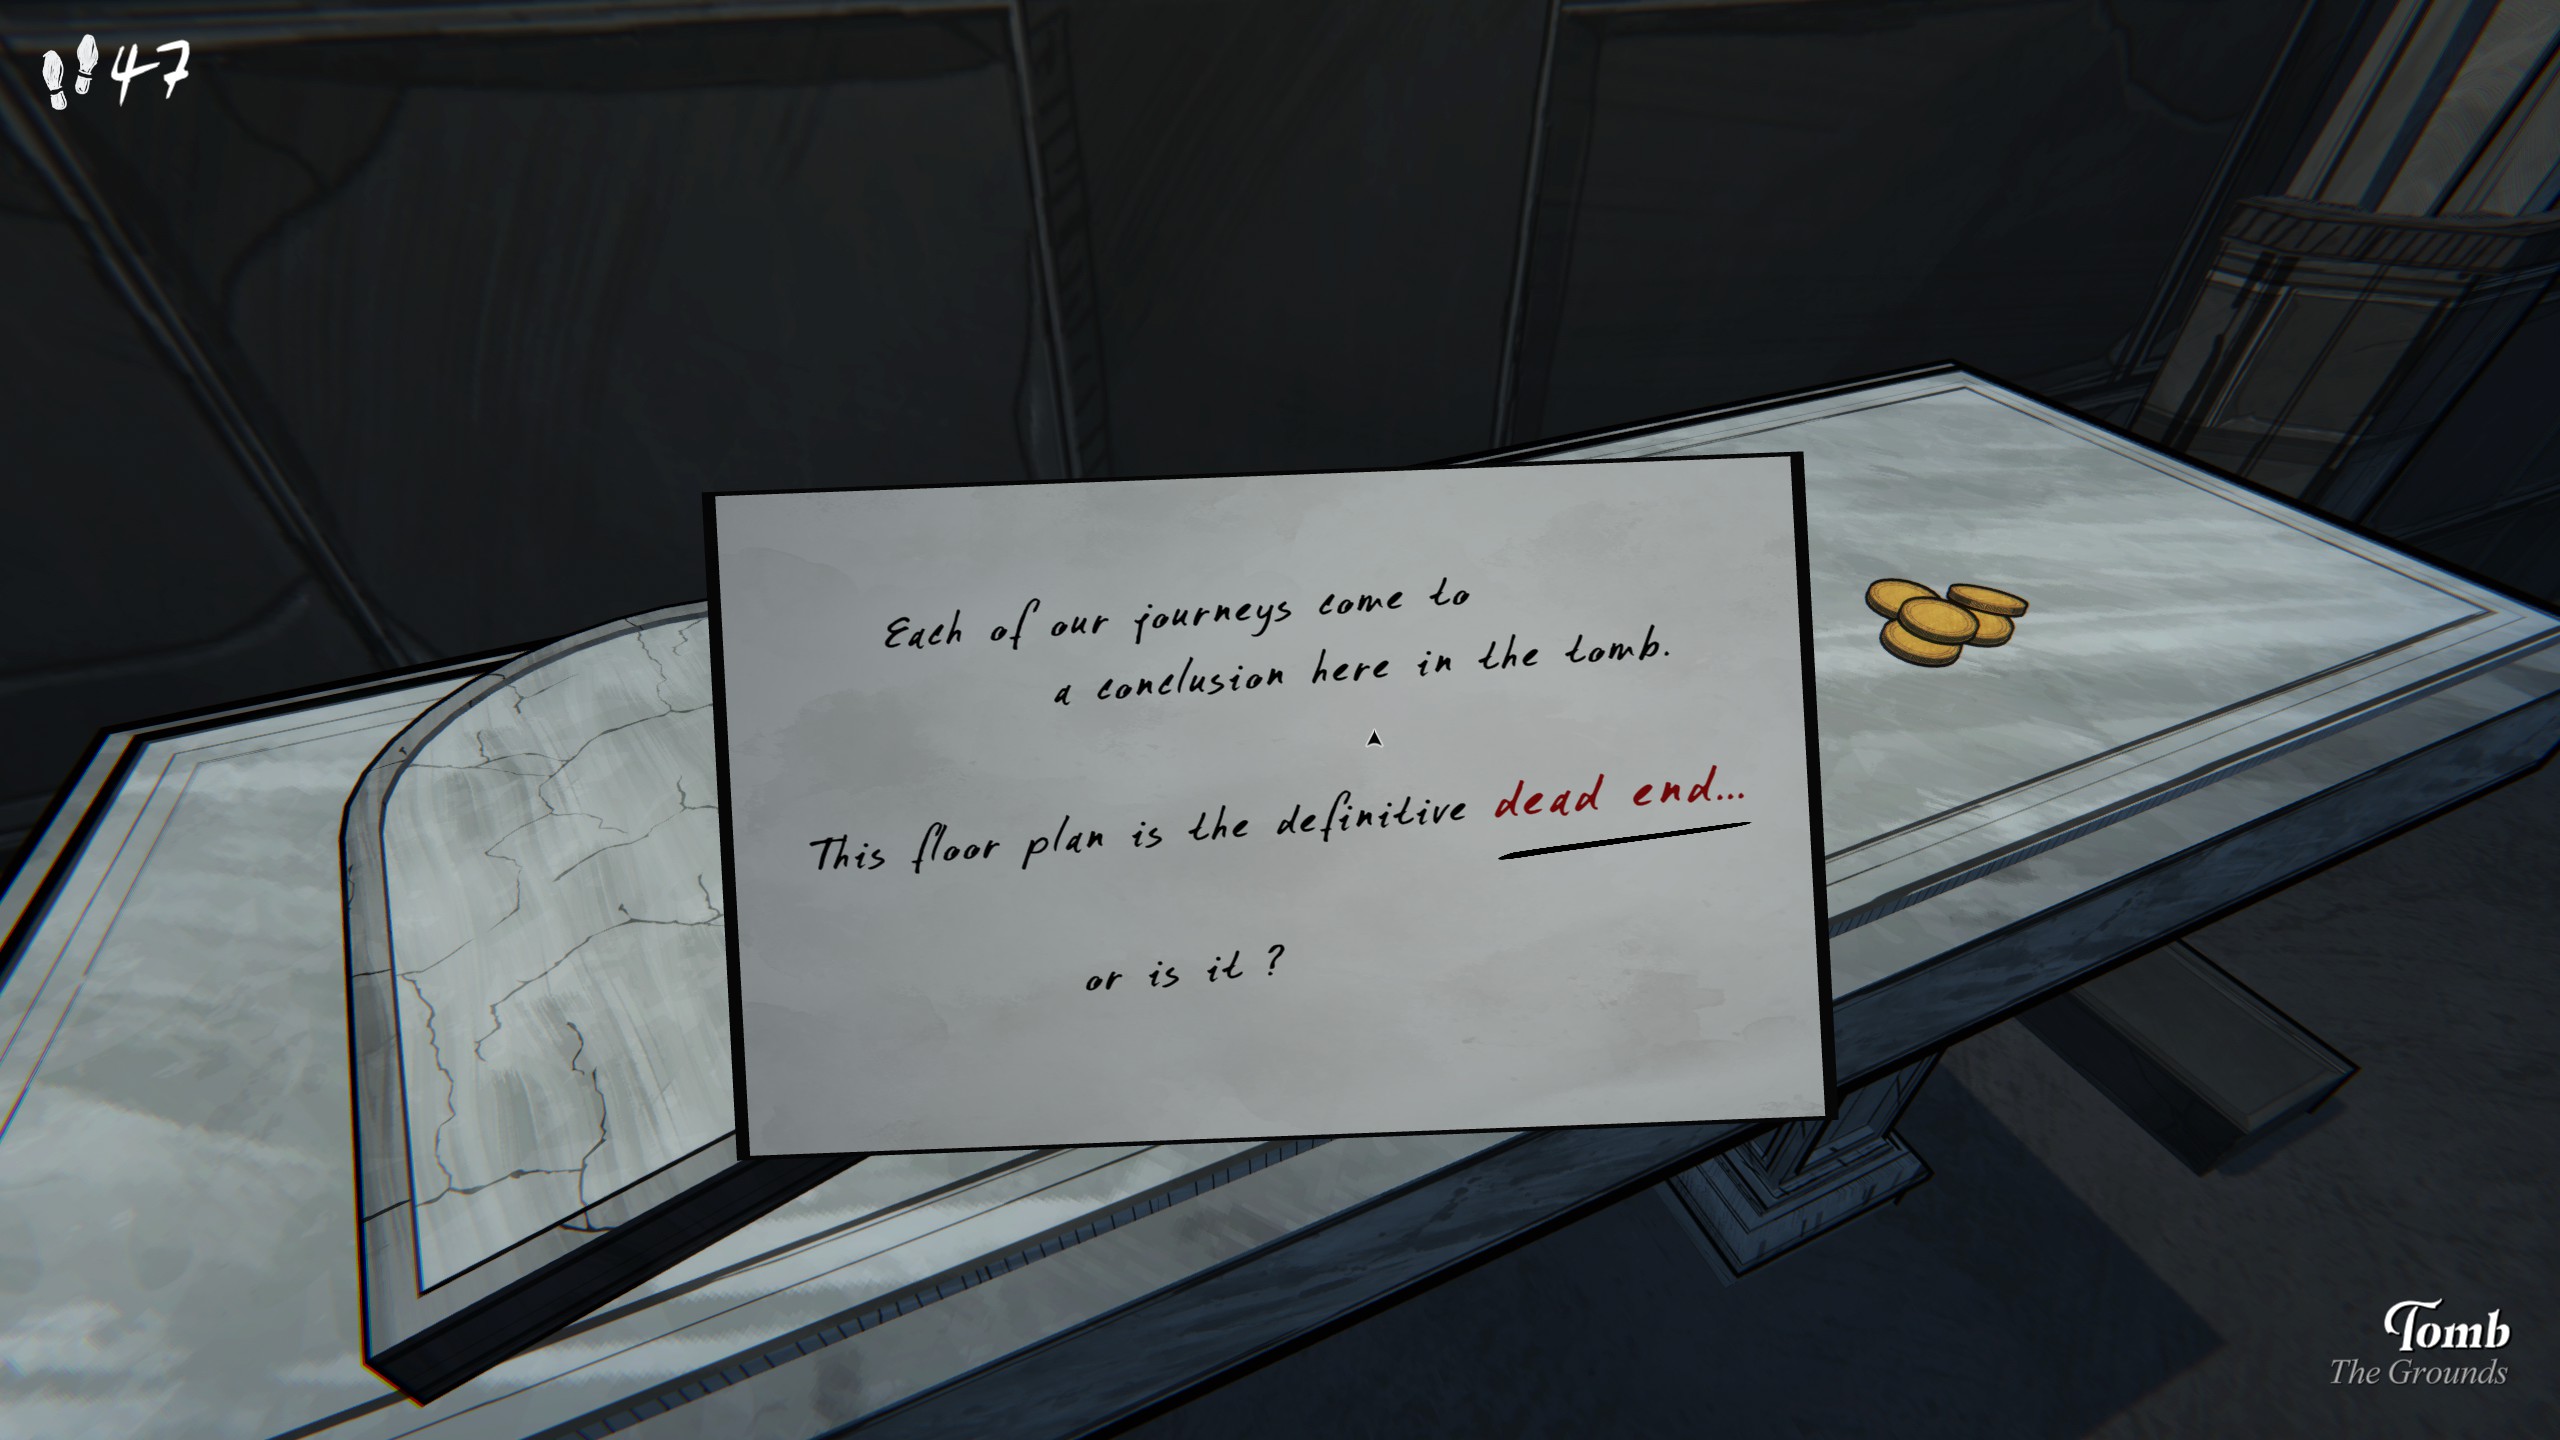 47
Each of our journeys come to
a conclusion here in the tomb.
This floor plan is the definitive dead end...
or is it ?
Tomb
The Grounds